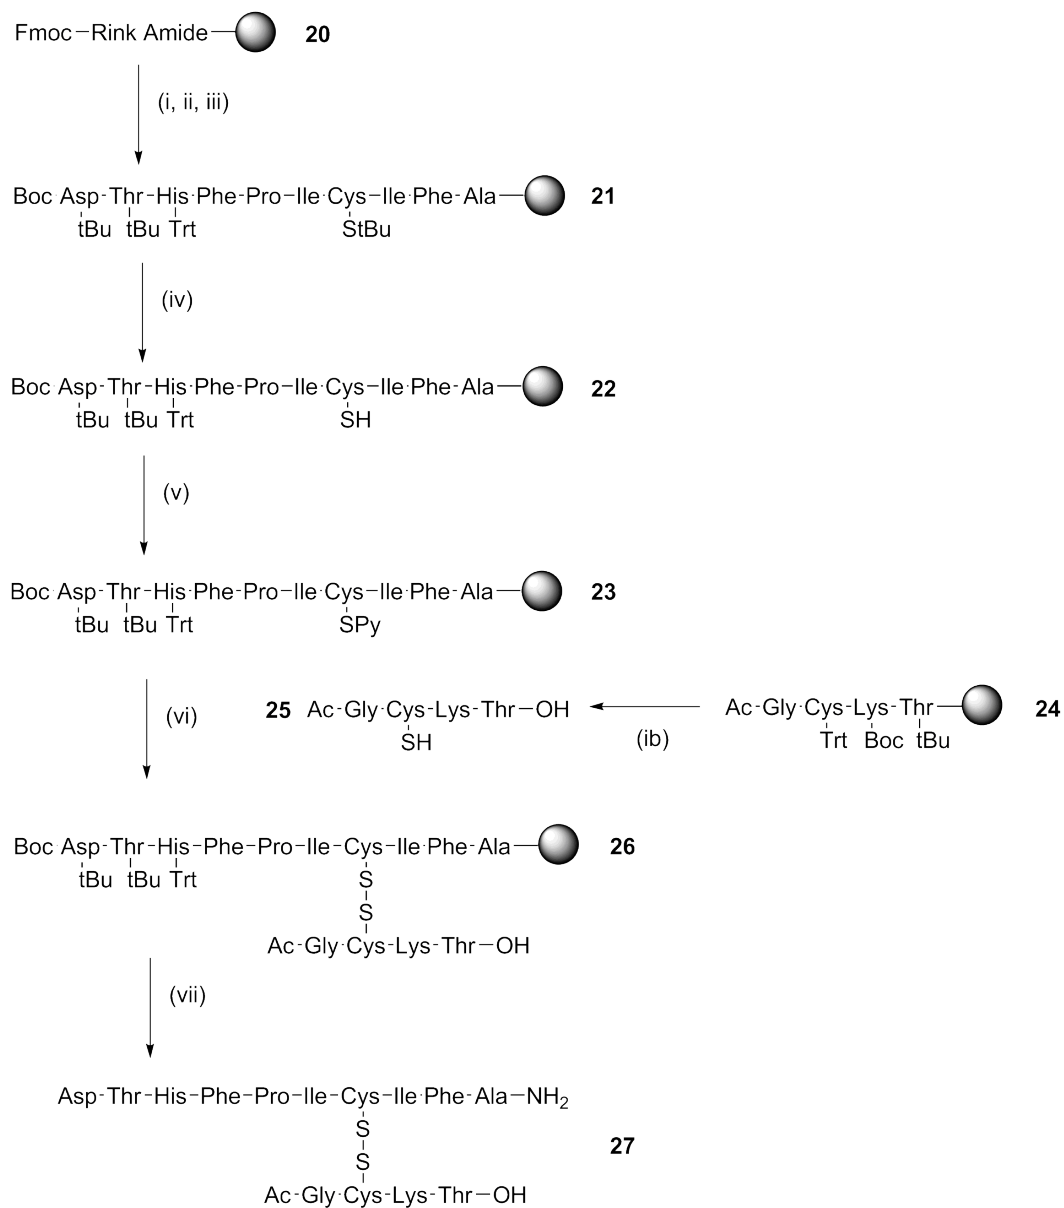 Fmoc-Rink Amide 20
(i, ii, iii)
Boc Asp-Thr-His-Phe-Pro-Ile-Cys-Ile-Phe-Ala 21
tBu tBu Trt StBu
(iv)
Boc Asp-Thr-His-Phe-Pro-Ile-Cys-Ile-Phe-Ala 22
tBu tBu Trt SH
(v)
Boc Asp-Thr-His-Phe-Pro-Ile-Cys-Ile-Phe-Ala 23
tBu tBu Trt SPy
(vi) 25 Ac-Gly-Cys-Lys-Thr-OH (ib) Ac-Gly-Cys-Lys-Thr 24
SH Trt Boc tBu
Boc Asp-Thr-His-Phe-Pro-Ile-Cys-Ile-Phe-Ala 26
tBu tBu Trt S
S
Ac-Gly-Cys-Lys-Thr-OH
(vii)
Asp-Thr-His-Phe-Pro-Ile-Cys-Ile-Phe-Ala-NH2
S
27
S
Ac-Gly-Cys-Lys-Thr-OH